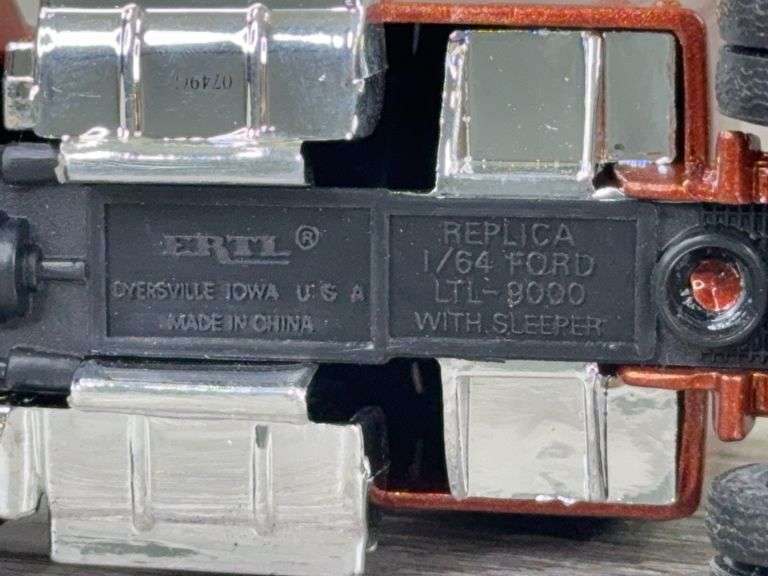 ERTL®
DYERSVILLE IOWA U S A
MADE IN CHINA
REPLICA
1/64 FORD
LTL-9000
WITH SLEEPER